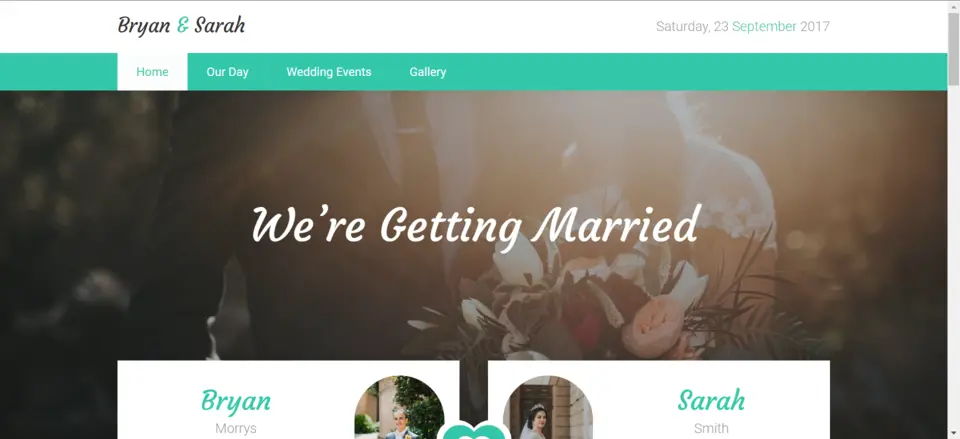 Bryan & Sarah
Saturday, 23 September 2017
Home Our Day Wedding Events Gallery
We're Getting Married
Bryan
Morrys
Sarah
Smith